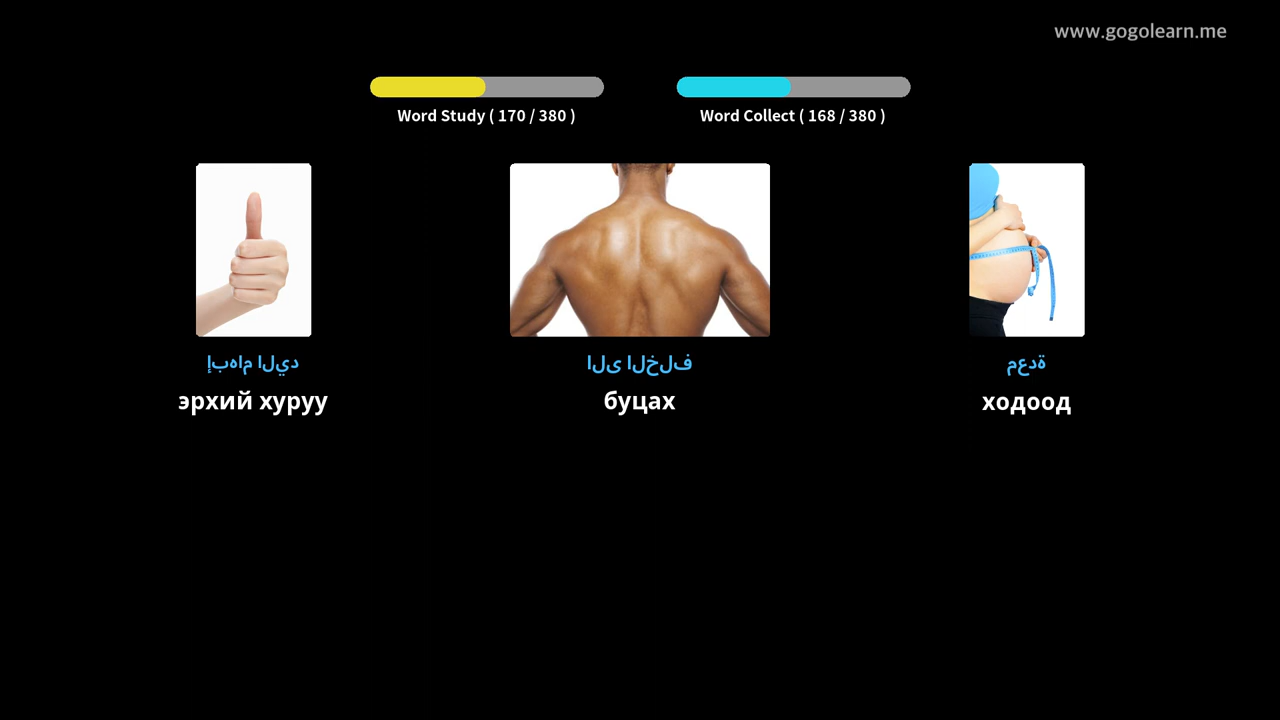 www.gogolearn.me
Word Study ( 170 / 380 )
Word Collect ( 168 / 380 )
إبهام اليد
الى الخلف
معدة
эрхий хуруу
буцах
ходоод